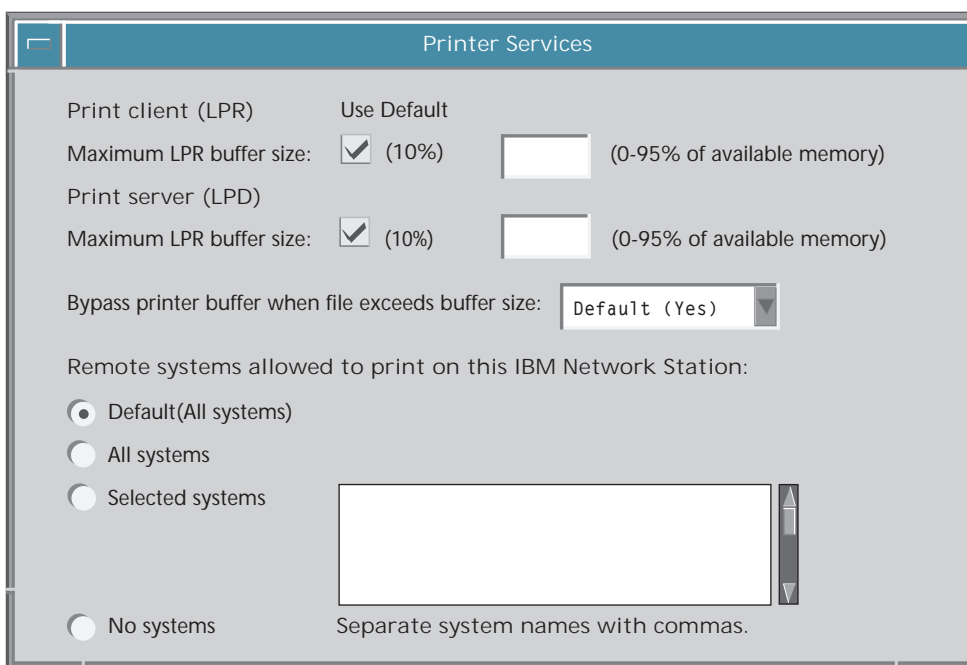 Printer Services
Print client (LPR) Use Default
Maximum LPR buffer size: (10%) (0-95% of available memory)
Print server (LPD)
Maximum LPR buffer size: (10%) (0-95% of available memory)
Bypass printer buffer when file exceeds buffer size: Default (Yes)
Remote systems allowed to print on this IBM Network Station:
Default(All systems)
All systems
Selected systems
No systems Separate system names with commas.